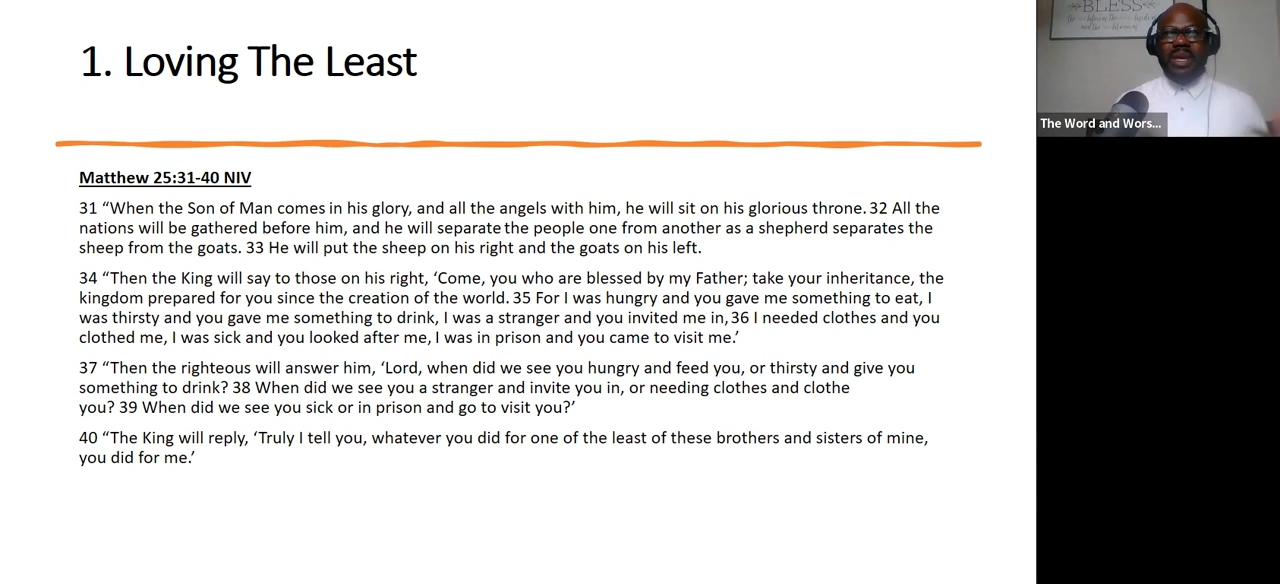 1. Loving The Least
Matthew 25:31-40 NIV
31 “When the Son of Man comes in his glory, and all the angels with him, he will sit on his glorious throne. 32 All the
nations will be gathered before him, and he will separate the people one from another as a shepherd separates the
sheep from the goats. 33 He will put the sheep on his right and the goats on his left.
34 “Then the King will say to those on his right, ‘Come, you who are blessed by my Father; take your inheritance, the
kingdom prepared for you since the creation of the world. 35 For I was hungry and you gave me something to eat, I
was thirsty and you gave me something to drink, I was a stranger and you invited me in, 36 I needed clothes and you
clothed me, I was sick and you looked after me, I was in prison and you came to visit me.’
37 “Then the righteous will answer him, ‘Lord, when did we see you hungry and feed you, or thirsty and give you
something to drink? 38 When did we see you a stranger and invite you in, or needing clothes and clothe
you? 39 When did we see you sick or in prison and go to visit you?’
40 “The King will reply, ‘Truly I tell you, whatever you did for one of the least of these brothers and sisters of mine,
you did for me.’
BLESS
The Word and Wors...